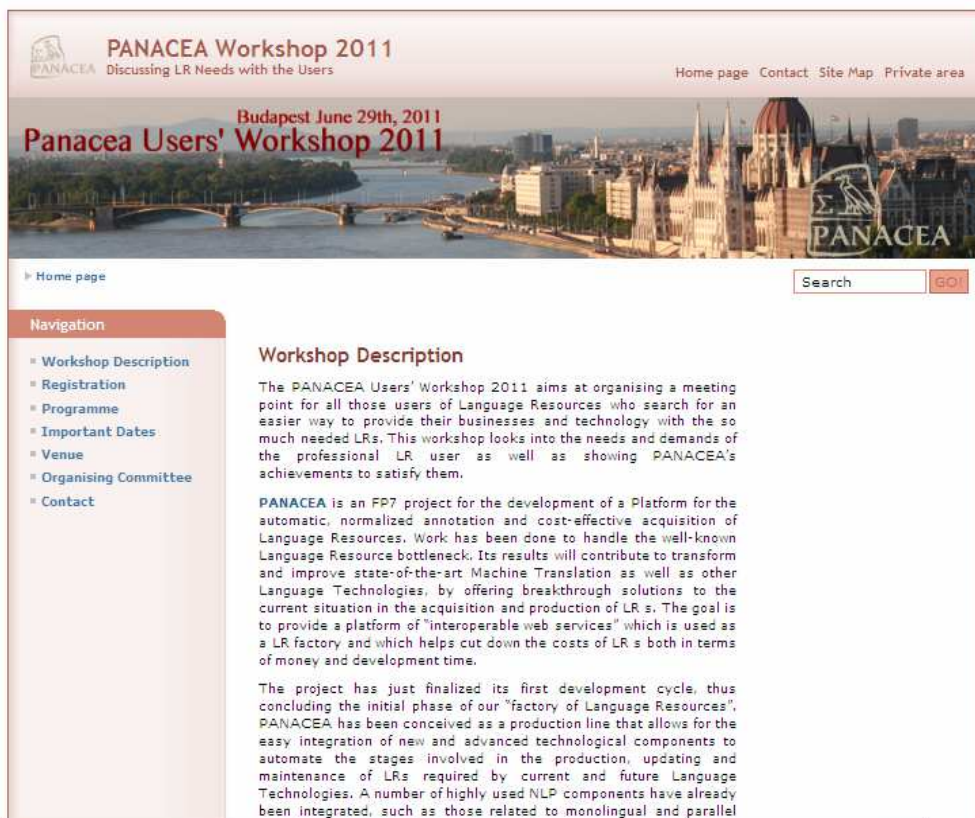 PANACEA Workshop 2011
PANACEA
Discussing LR Needs with the Users
Home page Contact Site Map Private area
Budapest June 29th, 2011
Panacea Users' Workshop 2011
PANACEA
Home page
Search GO!
Navigation
Workshop Description
Registration
Programme
Important Dates
Venue
Organising Committee
Contact
Workshop Description
The PANACEA Users' Workshop 2011 aims at organising a meeting
point for all those users of Language Resources who search for an
easier way to provide their businesses and technology with the so
much needed LRs. This workshop looks into the needs and demands of
the professional LR user as well as showing PANACEA's
achievements to satisfy them.
PANACEA is an FP7 project for the development of a Platform for the
automatic, normalized annotation and cost-effective acquisition of
Language Resources. Work has been done to handle the well-known
Language Resource bottleneck. Its results will contribute to transform
and improve state-of-the-art Machine Translation as well as other
Language Technologies, by offering breakthrough solutions to the
current situation in the acquisition and production of LR s. The goal is
to provide a platform of "interoperable web services" which is used as
a LR factory and which helps cut down the costs of LR s both in terms
of money and development time.
The project has just finalized its first development cycle, thus
concluding the initial phase of our "factory of Language Resources".
PANACEA has been conceived as a production line that allows for the
easy integration of new and advanced technological components to
automate the stages involved in the production, updating and
maintenance of LRs required by current and future Language
Technologies. A number of highly used NLP components have already
been integrated, such as those related to monolingual and parallel